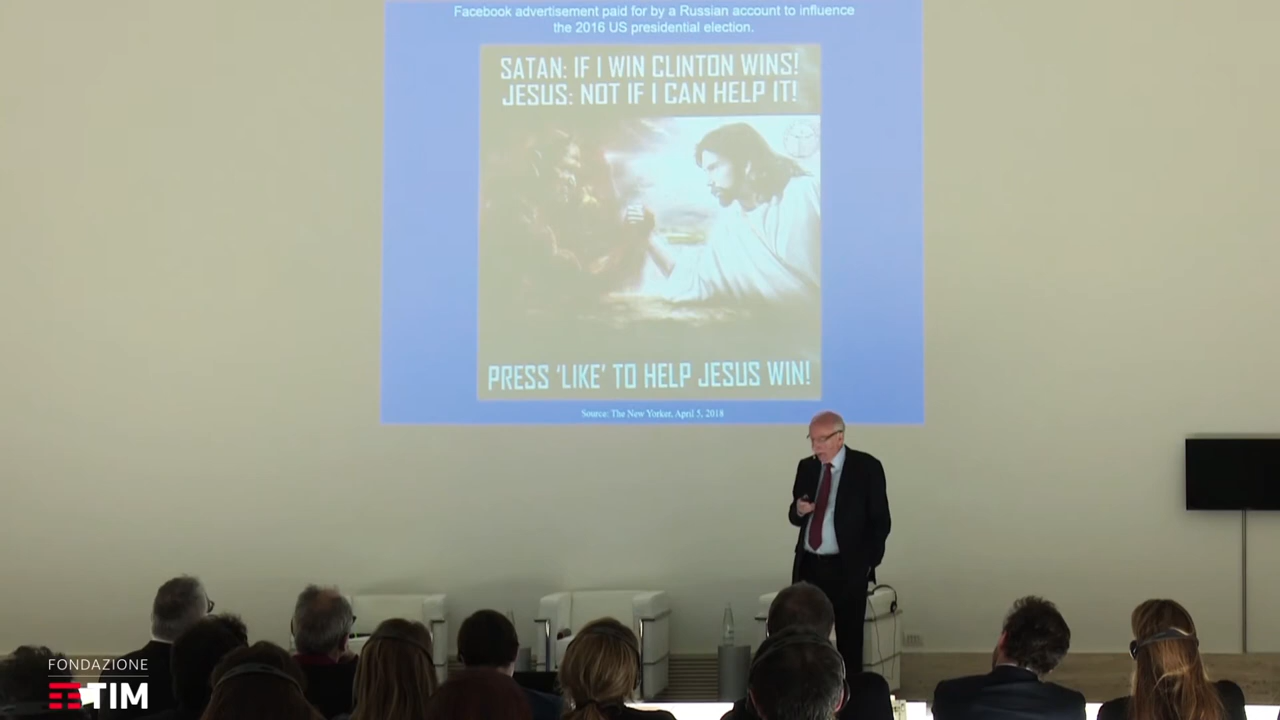 Facebook advertisement paid for by a Russian account to influence
the 2016 US presidential election.
SATAN: IF I WIN CLINTON WINS!
JESUS: NOT IF I CAN HELP IT!
PRESS 'LIKE' TO HELP JESUS WIN!
Source: The New Yorker, April 5, 2018
FONDAZIONE
TIM